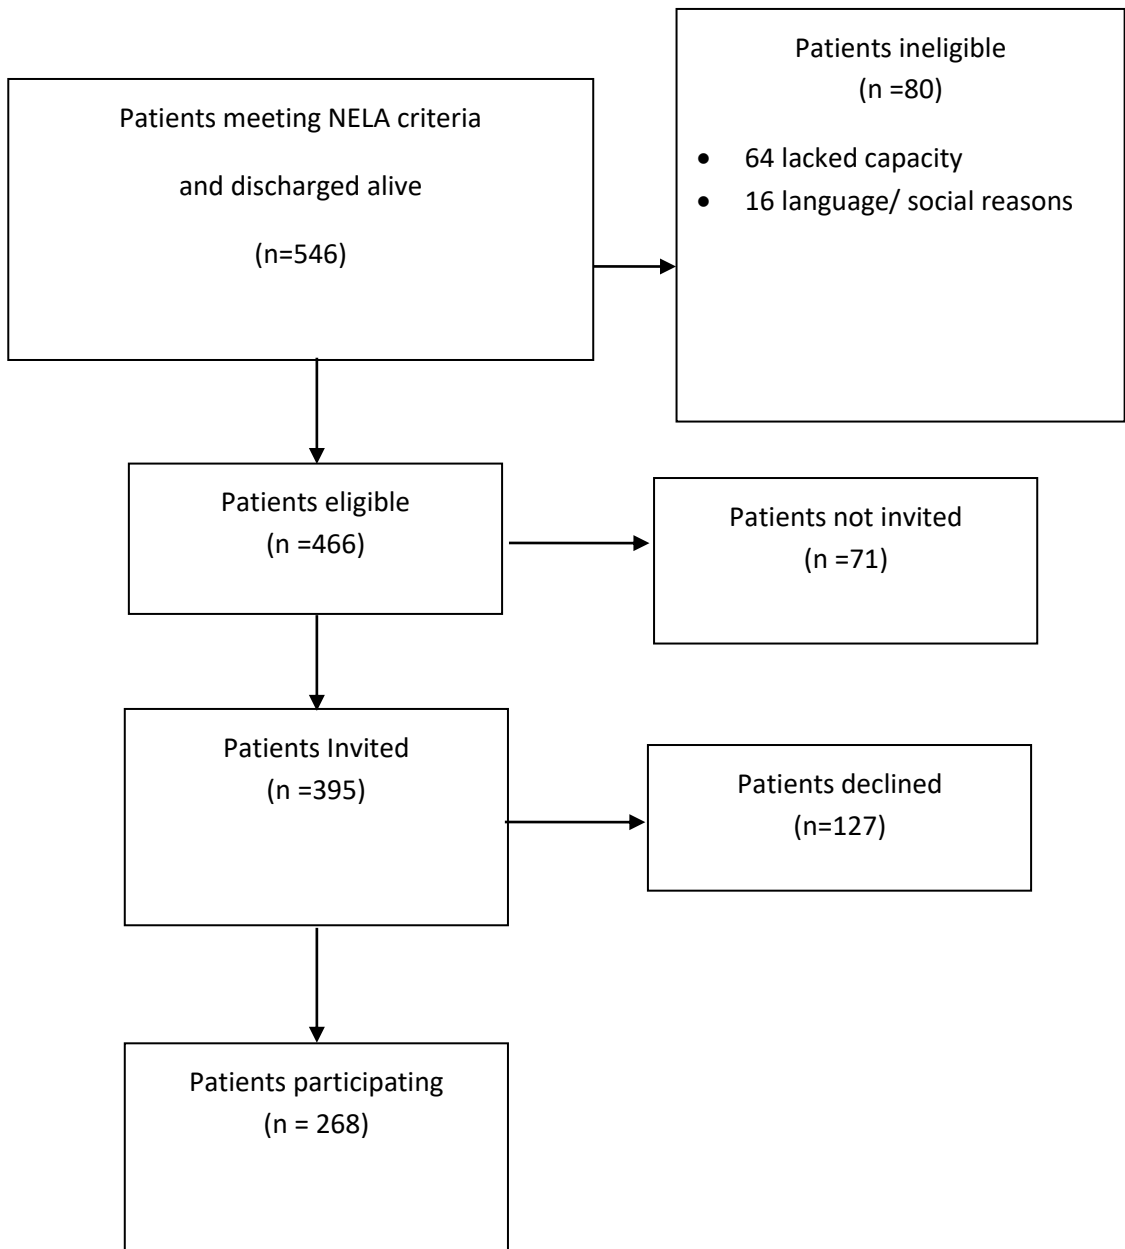 Patients meeting NELA criteria
and discharged alive
(n=546)
Patients ineligible
(n =80)
• 64 lacked capacity
• 16 language/ social reasons
Patients eligible
(n =466)
Patients not invited
(n =71)
Patients Invited
(n =395)
Patients declined
(n=127)
Patients participating
(n = 268)